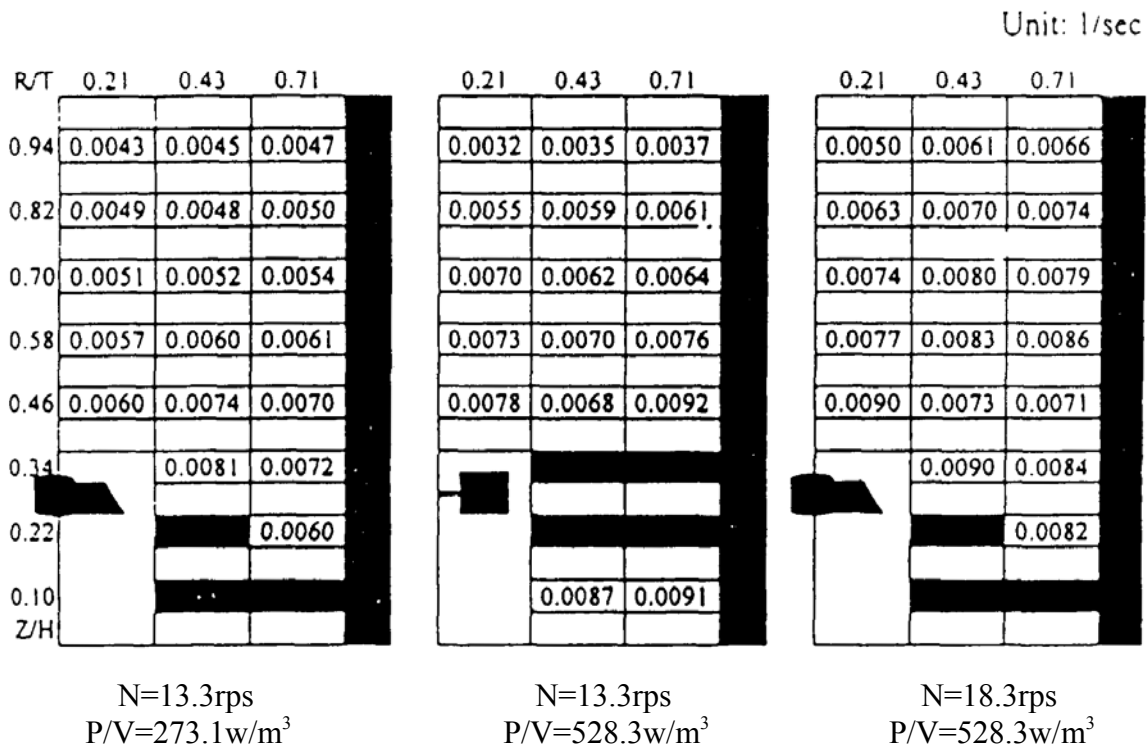 Unit: 1/sec
R/T 0.21 0.43 0.71 0.21 0.43 0.71 0.21 0.43 0.71
0.94 0.0043 0.0045 0.0047 0.0032 0.0035 0.0037 0.0050 0.0061 0.0066
0.82 0.0049 0.0048 0.0050 0.0055 0.0059 0.0061 0.0063 0.0070 0.0074
0.70 0.0051 0.0052 0.0054 0.0070 0.0062 0.0064 0.0074 0.0080 0.0079
0.58 0.0057 0.0060 0.0061 0.0073 0.0070 0.0076 0.0077 0.0083 0.0086
0.46 0.0060 0.0074 0.0070 0.0078 0.0068 0.0092 0.0090 0.0073 0.0071
0.34 0.0081 0.0072 0.0090 0.0084
0.22 0.0060 0.0082
0.10 0.0087 0.0091
Z/H
N=13.3rps N=13.3rps N=18.3rps
P/V=273.1w/m³ P/V=528.3w/m³ P/V=528.3w/m³